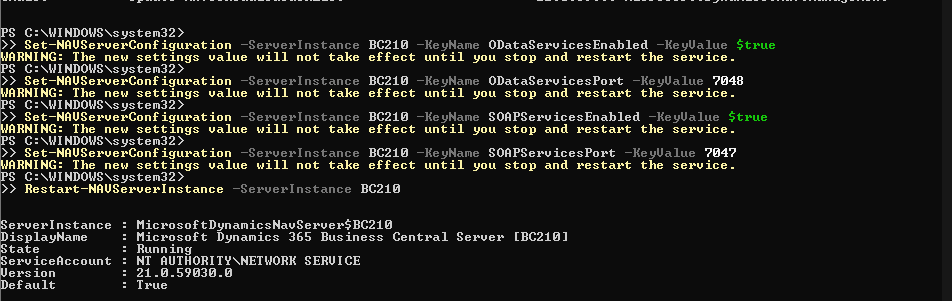 PS C:\WINDOWS\system32>
>> Set-NAVServerConfiguration -ServerInstance BC210 -KeyName ODataServicesEnabled -KeyValue $true
WARNING: The new settings value will not take effect until you stop and restart the service.
PS C:\WINDOWS\system32>
>> Set-NAVServerConfiguration -ServerInstance BC210 -KeyName ODataServicesPort -KeyValue 7048
WARNING: The new settings value will not take effect until you stop and restart the service.
PS C:\WINDOWS\system32>
>> Set-NAVServerConfiguration -ServerInstance BC210 -KeyName SOAPServicesEnabled -KeyValue $true
WARNING: The new settings value will not take effect until you stop and restart the service.
PS C:\WINDOWS\system32>
>> Set-NAVServerConfiguration -ServerInstance BC210 -KeyName SOAPServicesPort -KeyValue 7047
WARNING: The new settings value will not take effect until you stop and restart the service.
PS C:\WINDOWS\system32>
>> Restart-NAVServerInstance -ServerInstance BC210
ServerInstance : MicrosoftDynamicsNavServer$BC210
DisplayName : Microsoft Dynamics 365 Business Central Server [BC210]
State : Running
ServiceAccount : NT AUTHORITY\NETWORK SERVICE
Version : 21.0.59030.0
Default : True